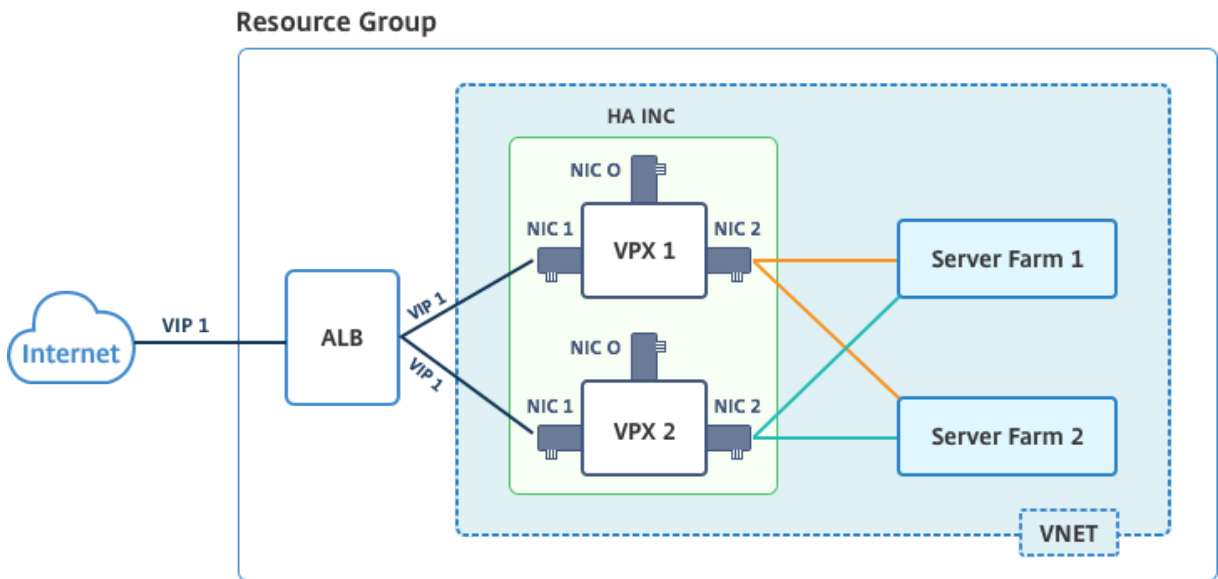 Resource Group
HA INC
NIC O
NIC 1
VPX 1
NIC 2
Server Farm 1
VIP 1
VIP 1
ALB
Internet
VIP 1
NIC O
NIC 1
VPX 2
NIC 2
Server Farm 2
VNET